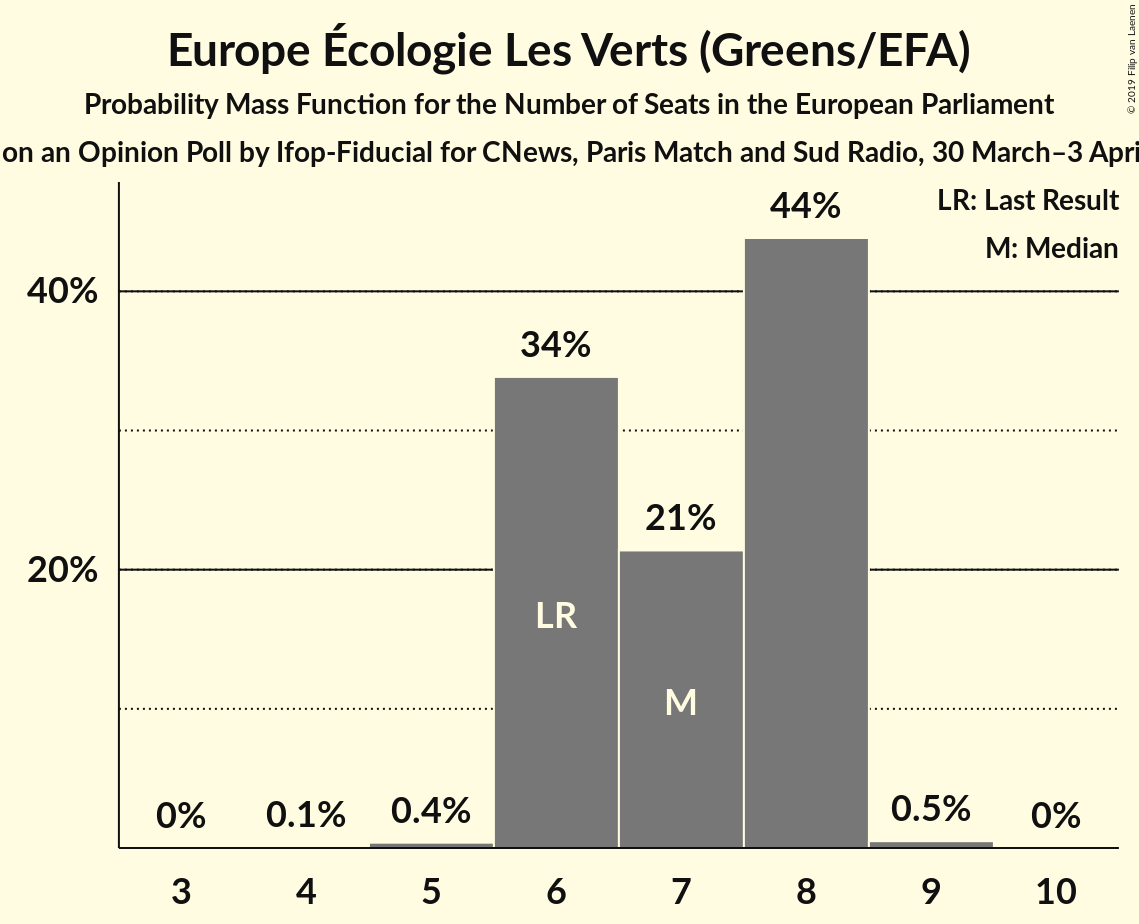 Europe Écologie Les Verts (Greens/EFA)
Probability Mass Function for the Number of Seats in the European Parliament
on an Opinion Poll by Ifop-Fiducial for CNews, Paris Match and Sud Radio, 30 March–3 Apri
© 2019 Filip van Laenen
LR: Last Result
M: Median
44%
40%
34%
21%
20%
LR
M
0%
0.1%
0.4%
0.5%
0%
3 4 5 6 7 8 9 10